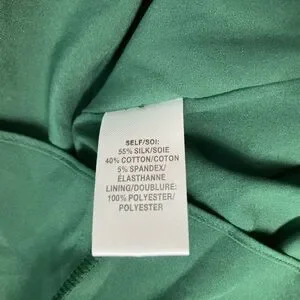 SELF/SOI:
55% SILK/SOIE
40% COTTON/COTON
5% SPANDEX/
ÉLASTHANNE
LINING/DOUBLURE:
100% POLYESTER/
POLYESTER